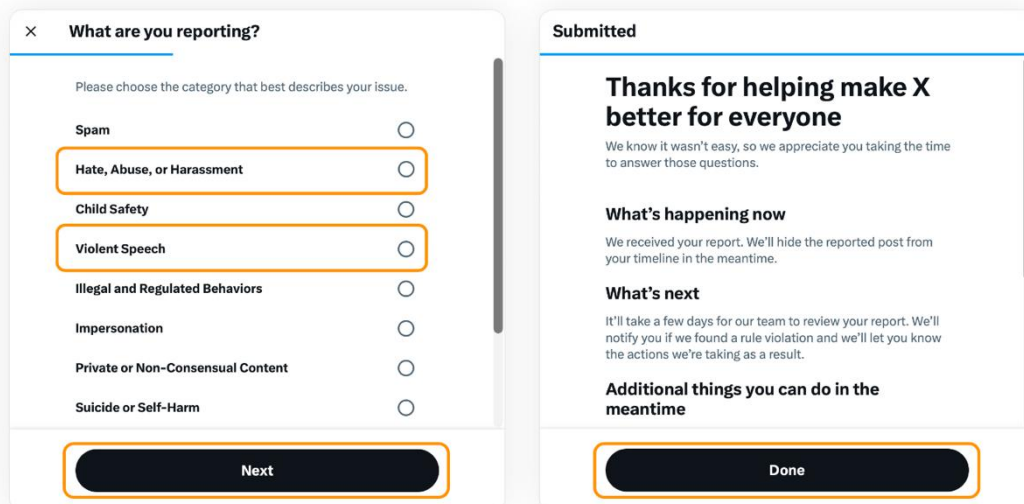 What are you reporting?
Please choose the category that best describes your issue.
Spam
Hate, Abuse, or Harassment
Child Safety
Violent Speech
Illegal and Regulated Behaviors
Impersonation
Private or Non-Consensual Content
Suicide or Self-Harm
Next
Submitted
Thanks for helping make X
better for everyone
We know it wasn't easy, so we appreciate you taking the time
to answer those questions.
What's happening now
We received your report. We'll hide the reported post from
your timeline in the meantime.
What's next
It'll take a few days for our team to review your report. We'll
notify you if we found a rule violation and we'll let you know
the actions we're taking as a result.
Additional things you can do in the
meantime
Done